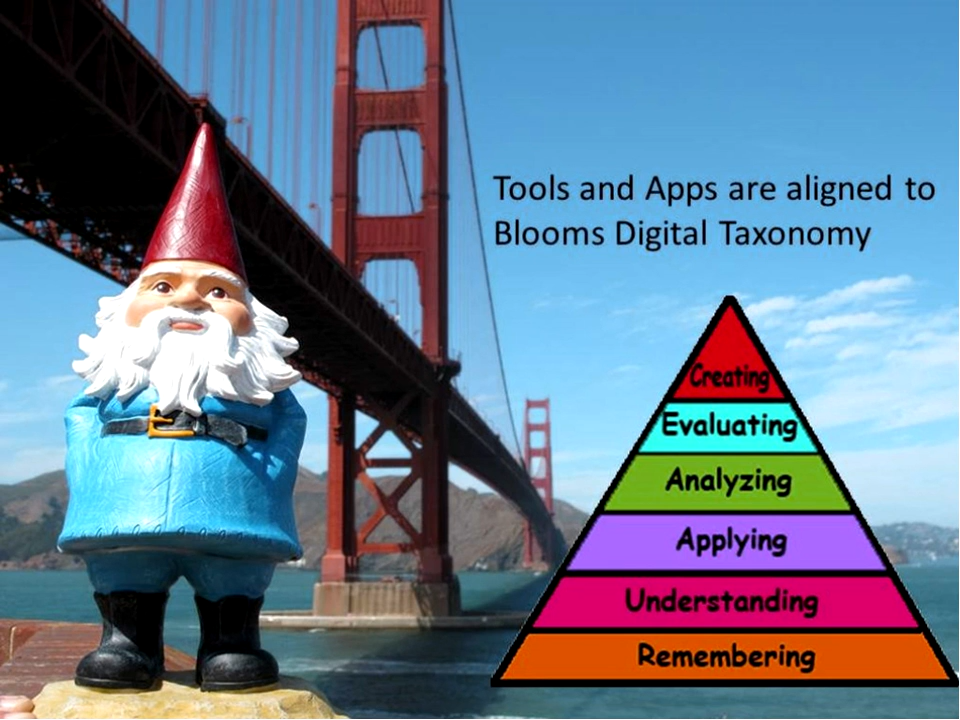 Tools and Apps are aligned to
Blooms Digital Taxonomy
Creating
Evaluating
Analyzing
Applying
Understanding
Remembering